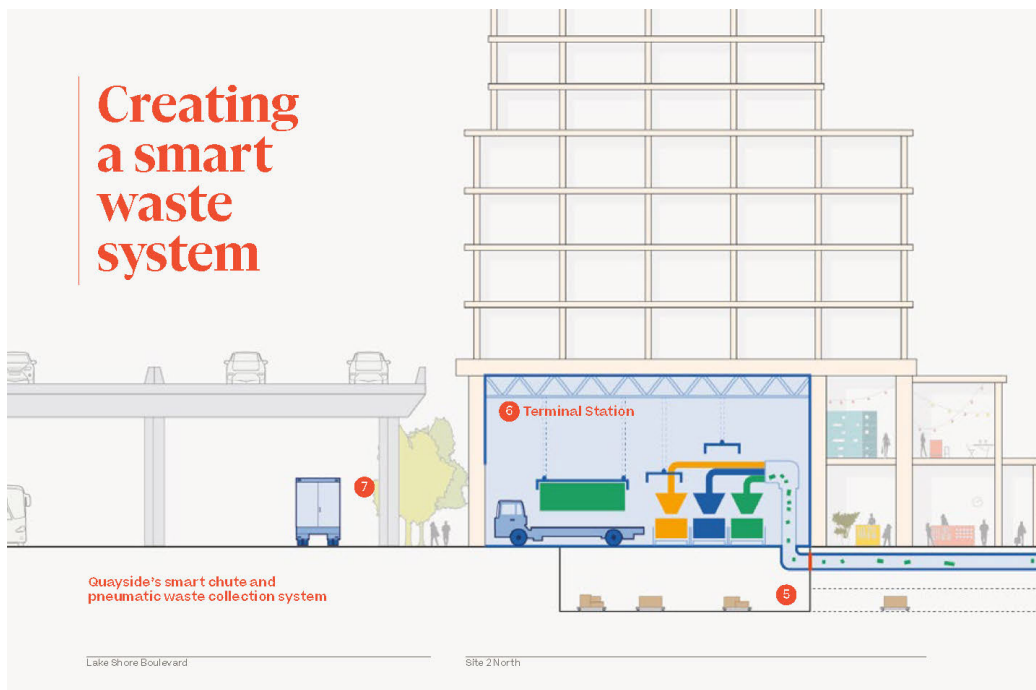 Creating
a smart
waste
system
6 Terminal Station
7
Quayside's smart chute and
pneumatic waste collection system
5
Lake Shore Boulevard
Site 2 North